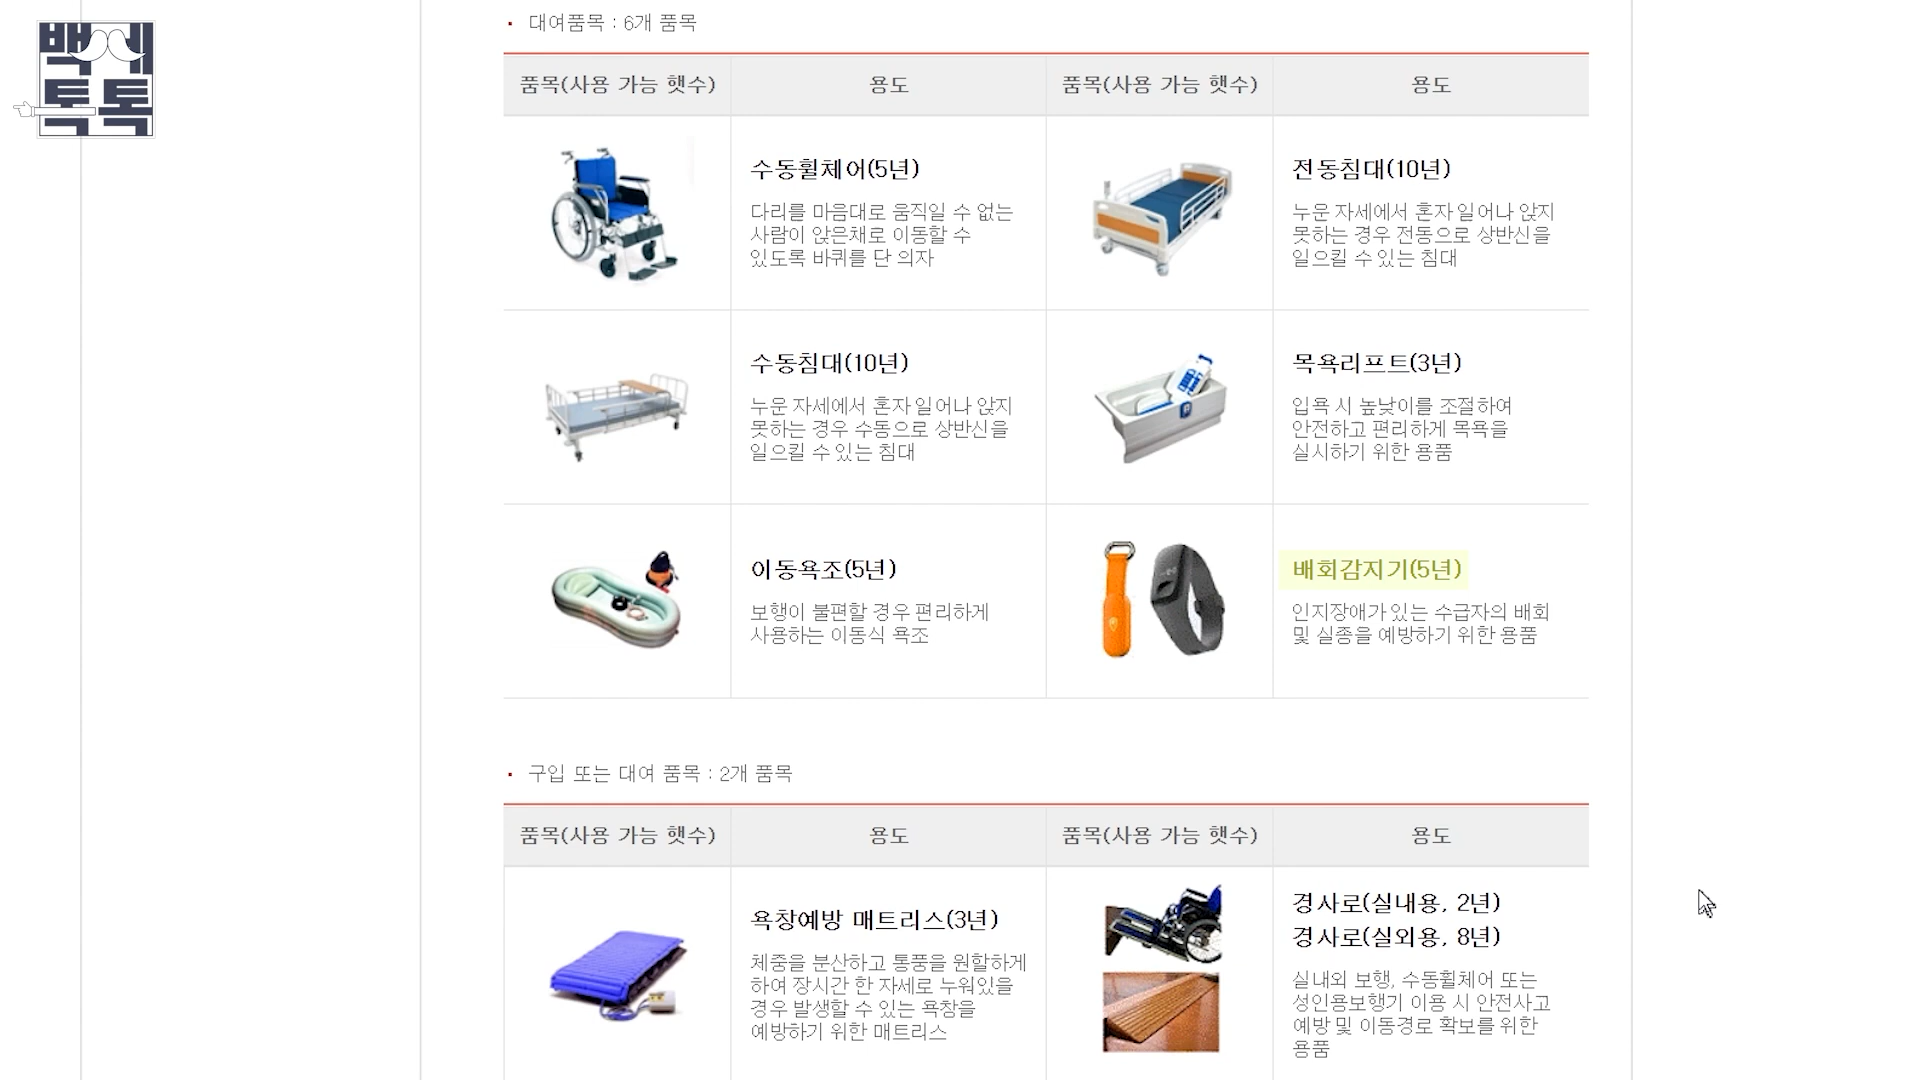 백세
톡톡
· 대여품목 : 6개 품목
품목(사용 가능 햇수) 용도 품목(사용 가능 햇수) 용도
수동휠체어(5년)
다리를 마음대로 움직일 수 없는
사람이 앉은채로 이동할 수
있도록 바퀴를 단 의자
전동침대(10년)
누운 자세에서 혼자 일어나 앉지
못하는 경우 전동으로 상반신을
일으킬 수 있는 침대
수동침대(10년)
누운 자세에서 혼자 일어나 앉지
못하는 경우 수동으로 상반신을
일으킬 수 있는 침대
목욕리프트(3년)
입욕 시 높낮이를 조절하여
안전하고 편리하게 목욕을
실시하기 위한 용품
이동욕조(5년)
보행이 불편할 경우 편리하게
사용하는 이동식 욕조
배회감지기(5년)
인지장애가 있는 수급자의 배회
및 실종을 예방하기 위한 용품
· 구입 또는 대여 품목 : 2개 품목
품목(사용 가능 햇수) 용도 품목(사용 가능 햇수) 용도
욕창예방 매트리스(3년)
체중을 분산하고 통풍을 원할하게
하여 장시간 한 자세로 누워있을
경우 발생할 수 있는 욕창을
예방하기 위한 매트리스
경사로(실내용, 2년)
경사로(실외용, 8년)
실내외 보행, 수동휠체어 또는
성인용보행기 이용 시 안전사고
예방 및 이동경로 확보를 위한
용품